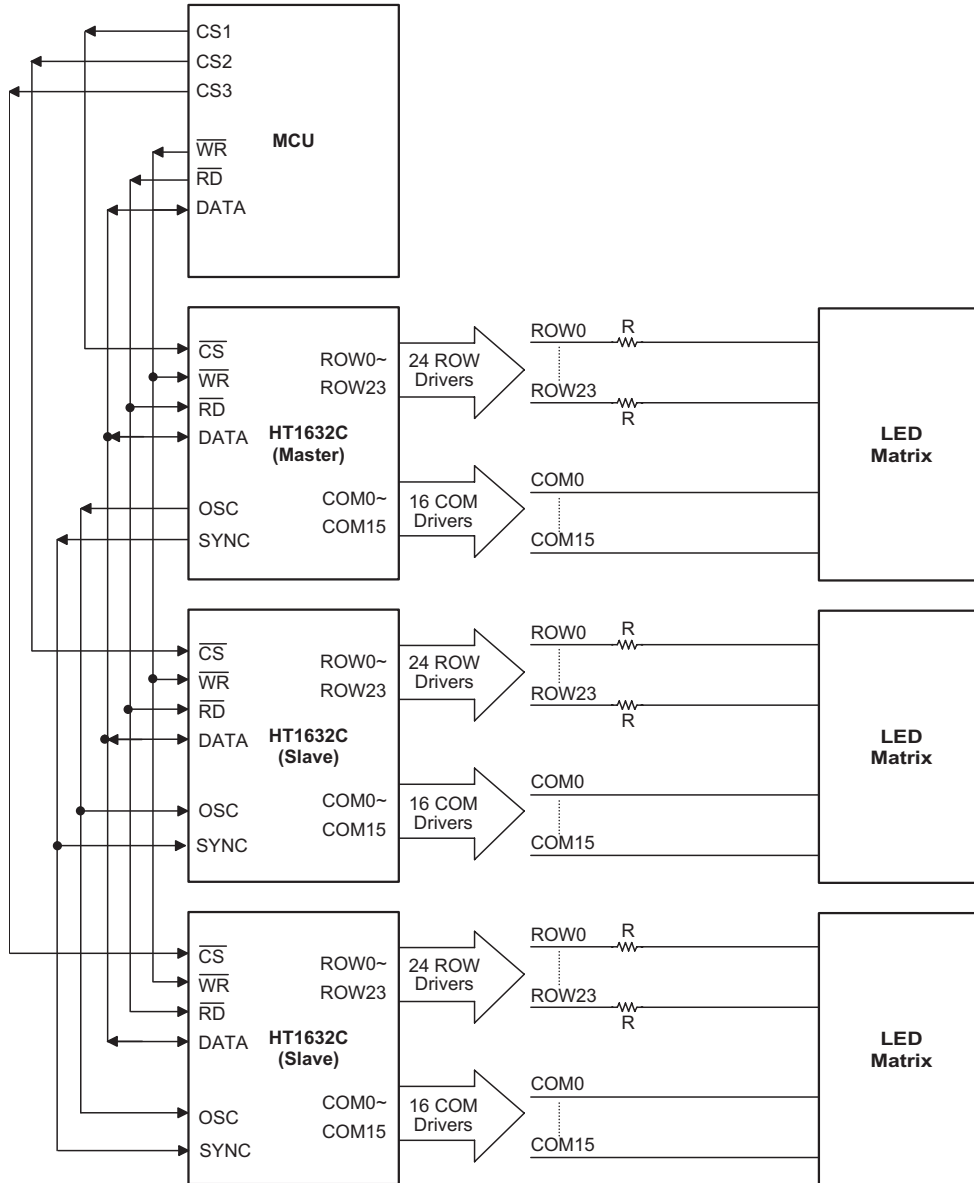 CS1
CS2
CS3
MCU
WR
RD
DATA
CS
WR
RD
DATA
OSC
SYNC
HT1632C
(Master)
ROW0~
ROW23
COM0~
COM15
24 ROW
Drivers
16 COM
Drivers
ROW0
R
ROW23
R
COM0
COM15
LED
Matrix
CS
WR
RD
DATA
OSC
SYNC
HT1632C
(Slave)
ROW0~
ROW23
COM0~
COM15
24 ROW
Drivers
16 COM
Drivers
ROW0
R
ROW23
R
COM0
COM15
LED
Matrix
CS
WR
RD
DATA
OSC
SYNC
HT1632C
(Slave)
ROW0~
ROW23
COM0~
COM15
24 ROW
Drivers
16 COM
Drivers
ROW0
R
ROW23
R
COM0
COM15
LED
Matrix